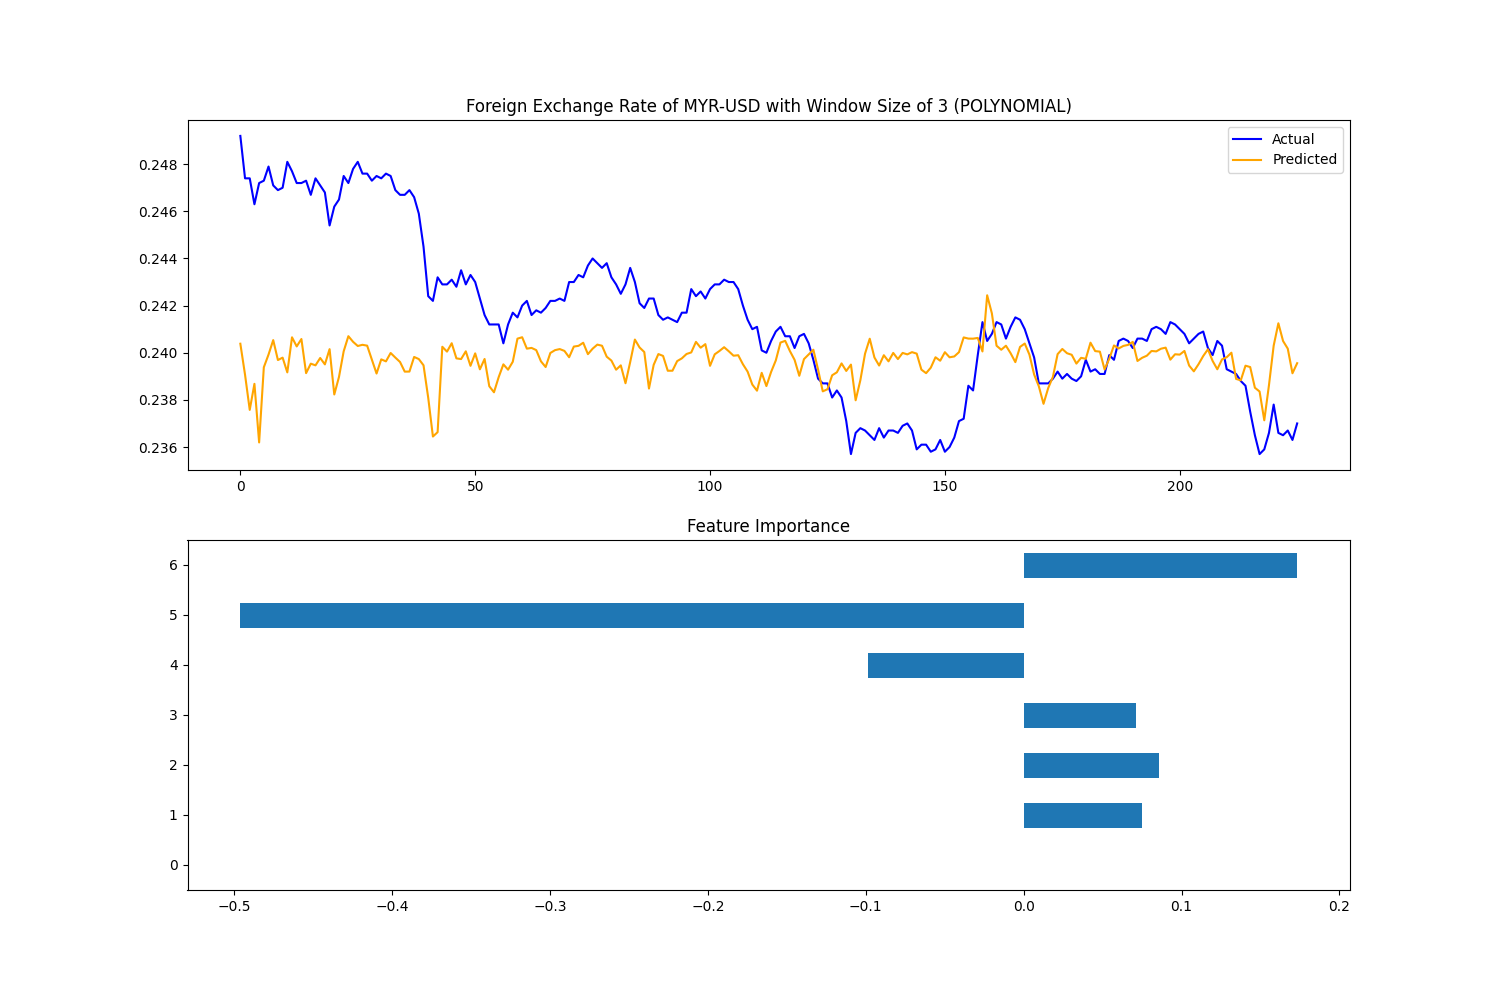 Foreign Exchange Rate of MYR-USD with Window Size of 3 (POLYNOMIAL)
Actual
Predicted
0.248
0.246
0.244
0.242
0.240
0.238
0.236
0 50 100 150 200
Feature Importance
6
5
4
3
2
1
0
−0.5 −0.4 −0.3 −0.2 −0.1 0.0 0.1 0.2